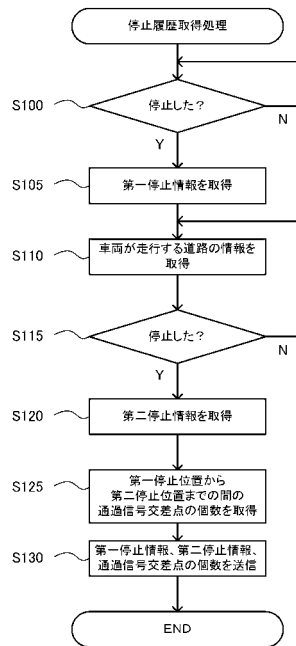 停止履歴取得処理
S100
停止した？
N
Y
S105
第一停止情報を取得
S110
車両が走行する道路の情報を
取得
S115
停止した？
N
Y
S120
第二停止情報を取得
S125
第一停止位置から
第二停止位置までの間の
通過信号交差点の個数を取得
S130
第一停止情報、第二停止情報、
通過信号交差点の個数を送信
END